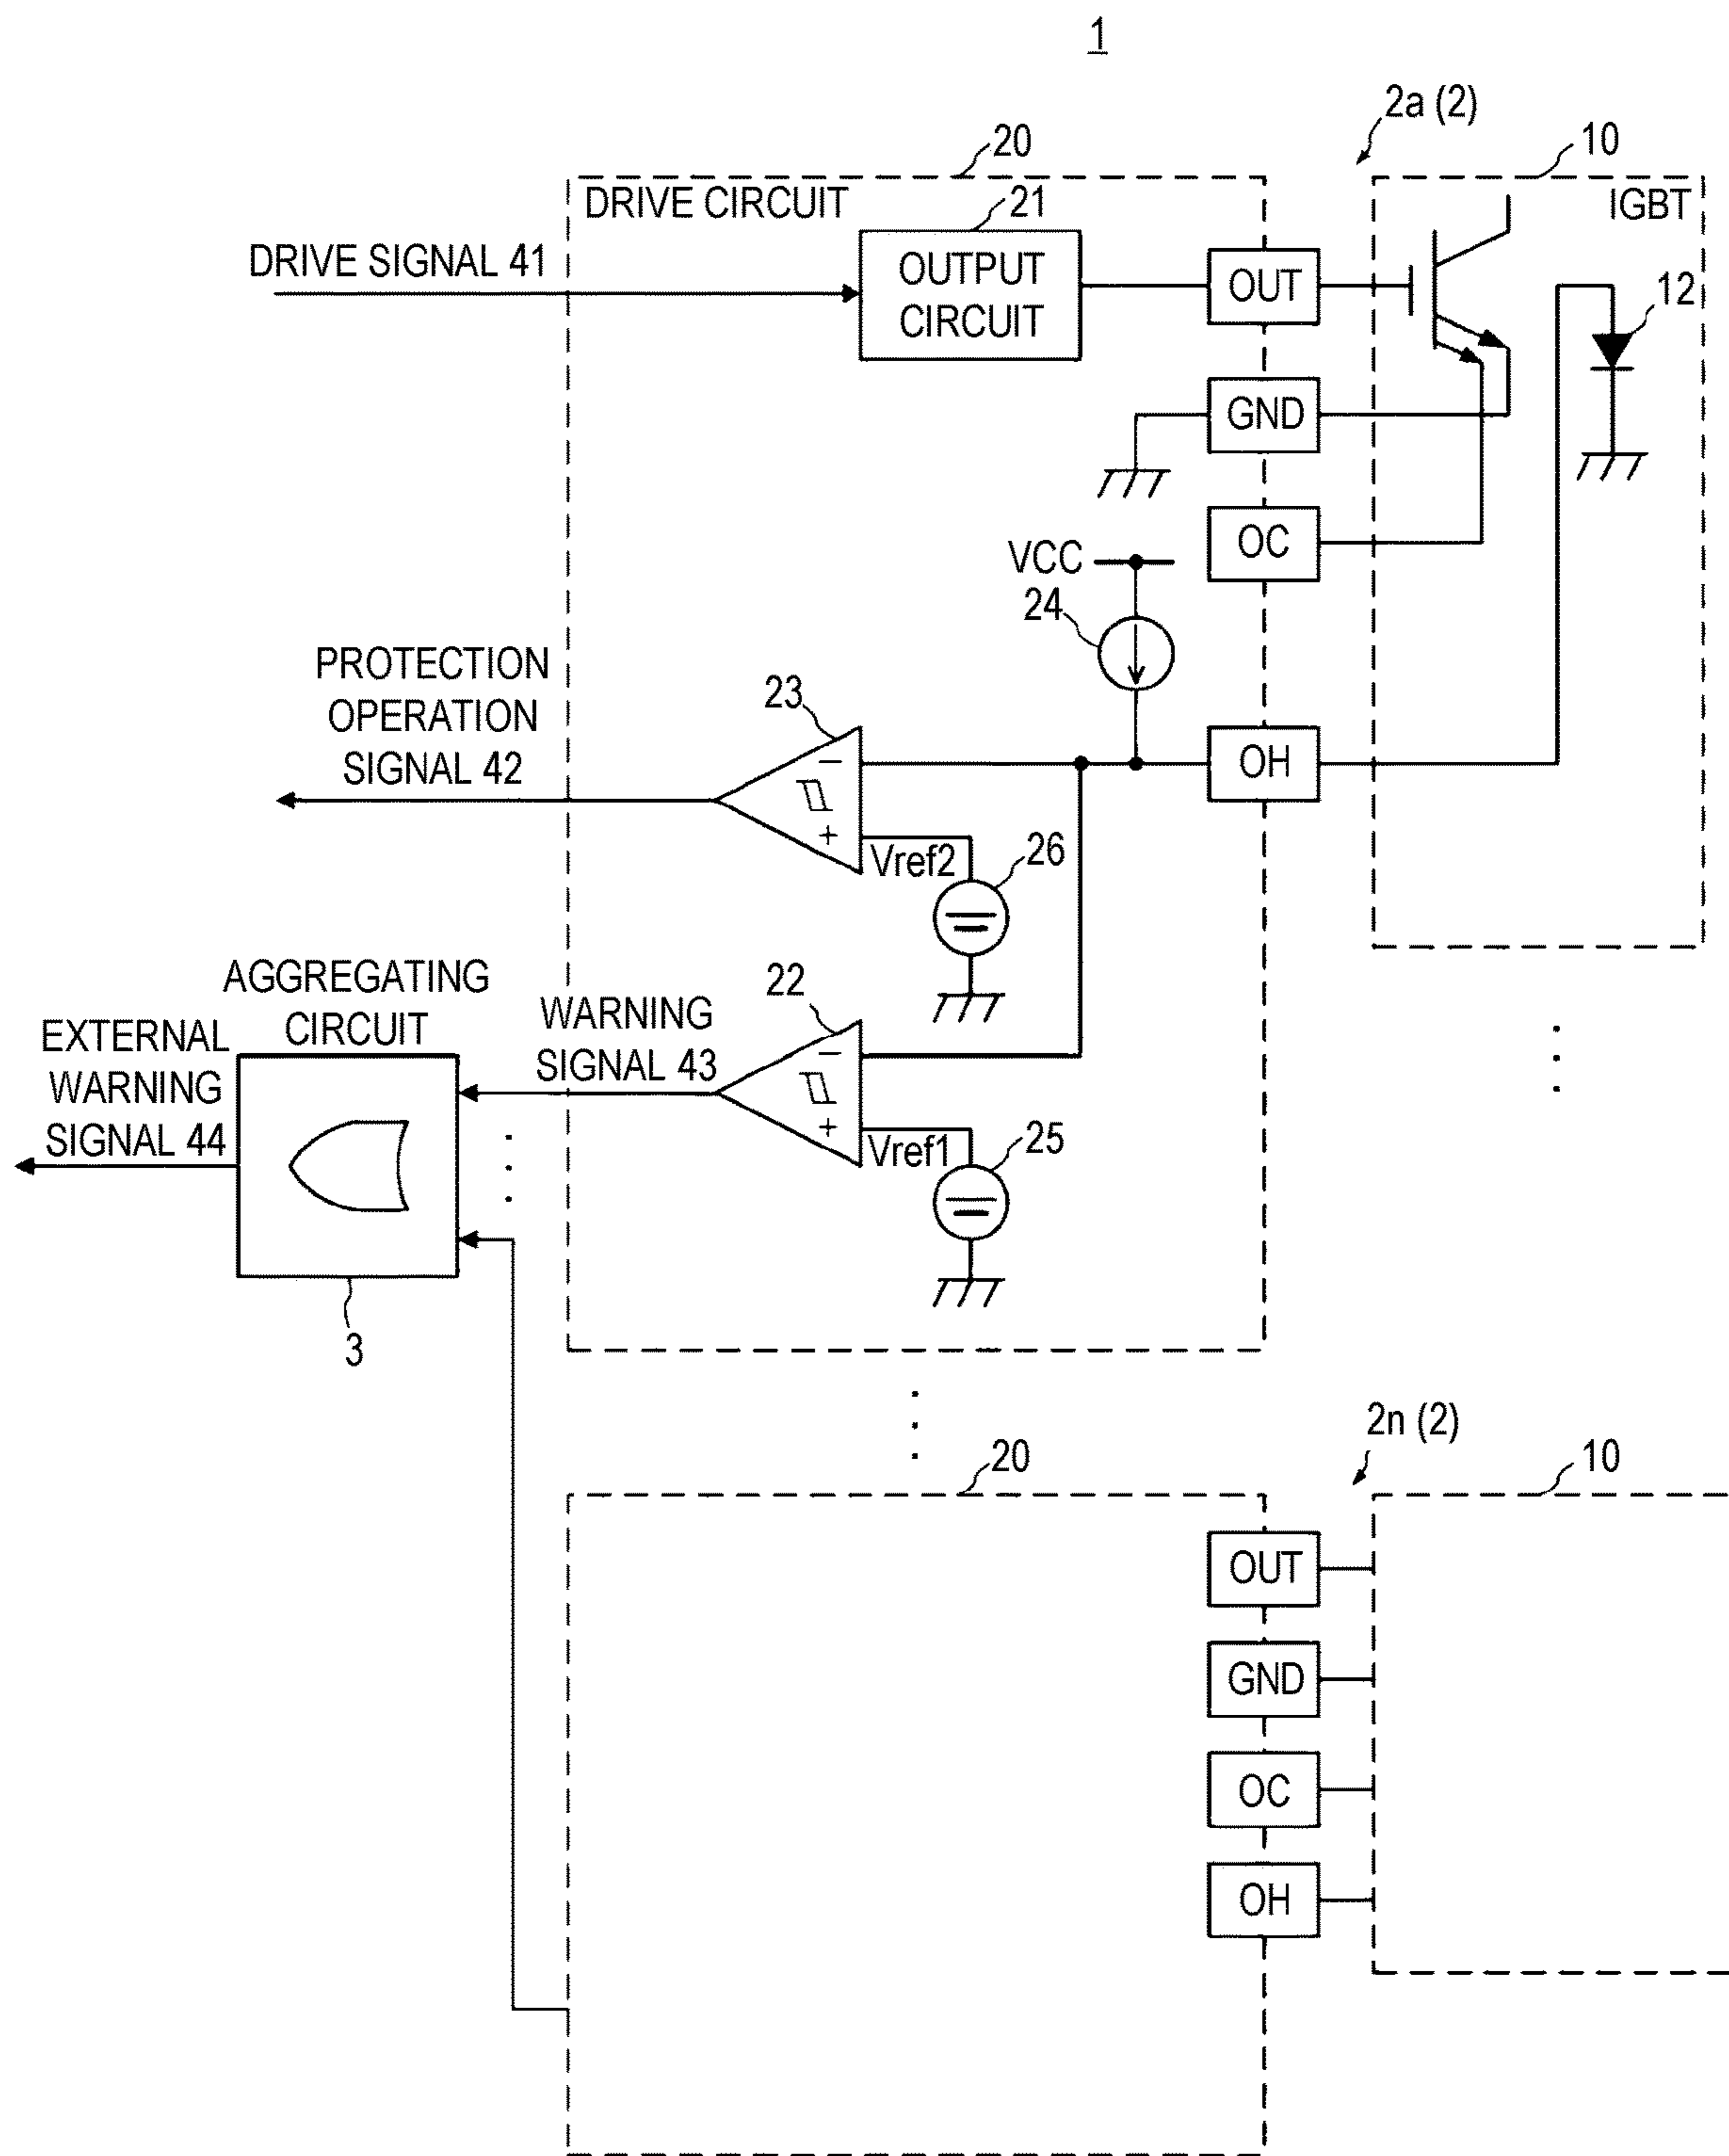 1
2a (2)
20
10
DRIVE CIRCUIT
21
IGBT
DRIVE SIGNAL 41
OUTPUT
CIRCUIT
OUT
12
GND
OC
VCC
24
PROTECTION
OPERATION
SIGNAL 42
23
−
+
OH
Vref2
26
AGGREGATING
CIRCUIT
EXTERNAL
WARNING
SIGNAL 44
WARNING
SIGNAL 43
22
−
+
Vref1
25
3
2n (2)
20
10
OUT
GND
OC
OH